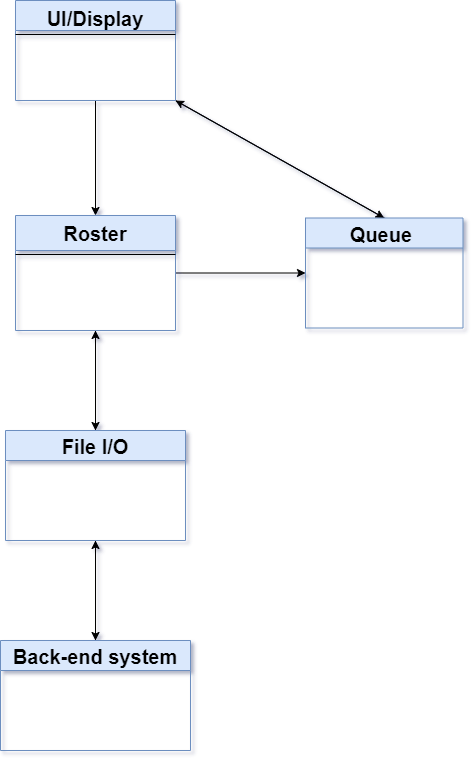 UI/Display
Roster
Queue
File I/O
Back-end system